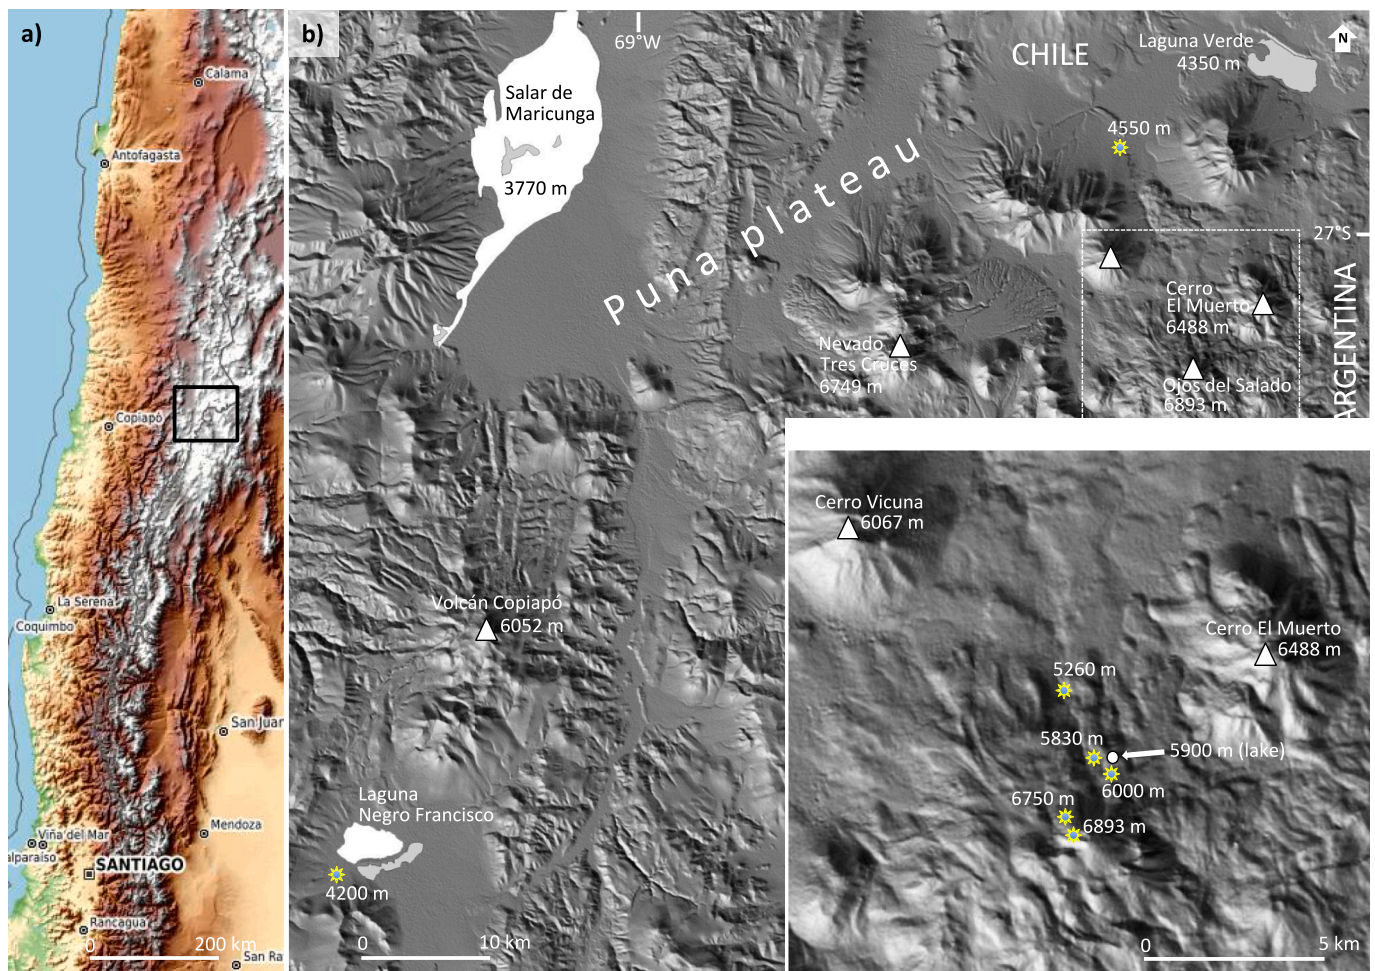 a)
Calama
Antofagasta
Copiapó
La Serena
Coquimbo
San Juar
Mendoza
Viña del Mar
alparaíso
SANTIAGO
Rancagua
0 200 km
San Ra
b)
69°W
CHILE
Laguna Verde
4350 m
N
Salar de
Maricunga
3770 m
4550 m
Puna plateau
27°S
ARGENTINA
Cerro
El Muerto
6488 m
Nevado
Tres Cruces
6749 m
Ojos del Salado
6893 m
Volcán Copiapó
6052 m
Laguna
Negro Francisco
4200 m
0 10 km
Cerro Vicuna
6067 m
Cerro El Muerto
6488 m
5260 m
5830 m
5900 m (lake)
6000 m
6750 m
6893 m
0 5 km